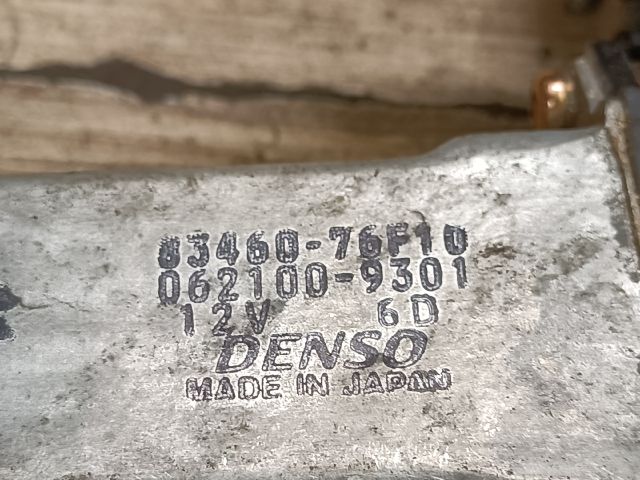 83460-76F10
062100-9301
12V 6D
DENSO
MADE IN JAPAN